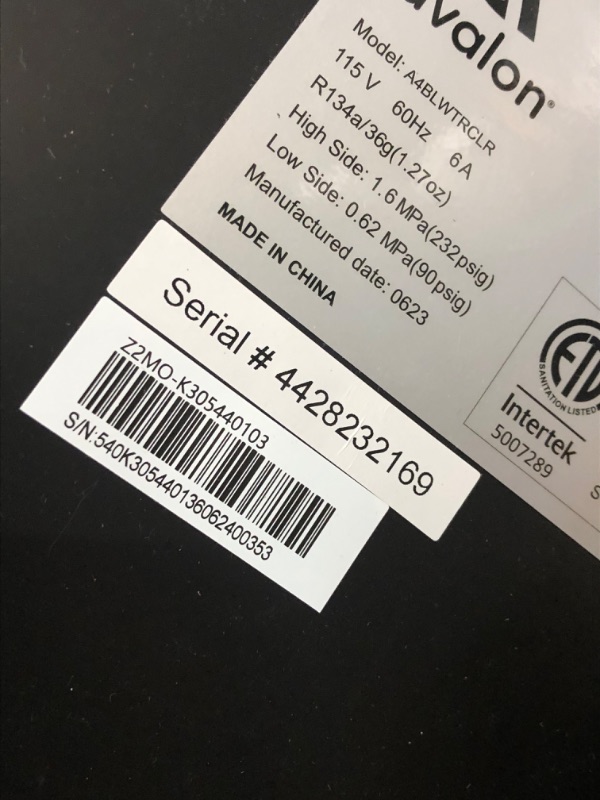 avalon®
Model: A4BLWTRCLR
115 V 60Hz 6A
R134a/36g(1.27oz)
High Side: 1.6 MPa(232psig)
Low Side: 0.62 MPa(90psig)
Manufactured date: 0623
MADE IN CHINA
SANITATION LISTED
Intertek
5007289
Serial # 4428232169
Z2MO-K305440103
S/N:540K305440136062400353